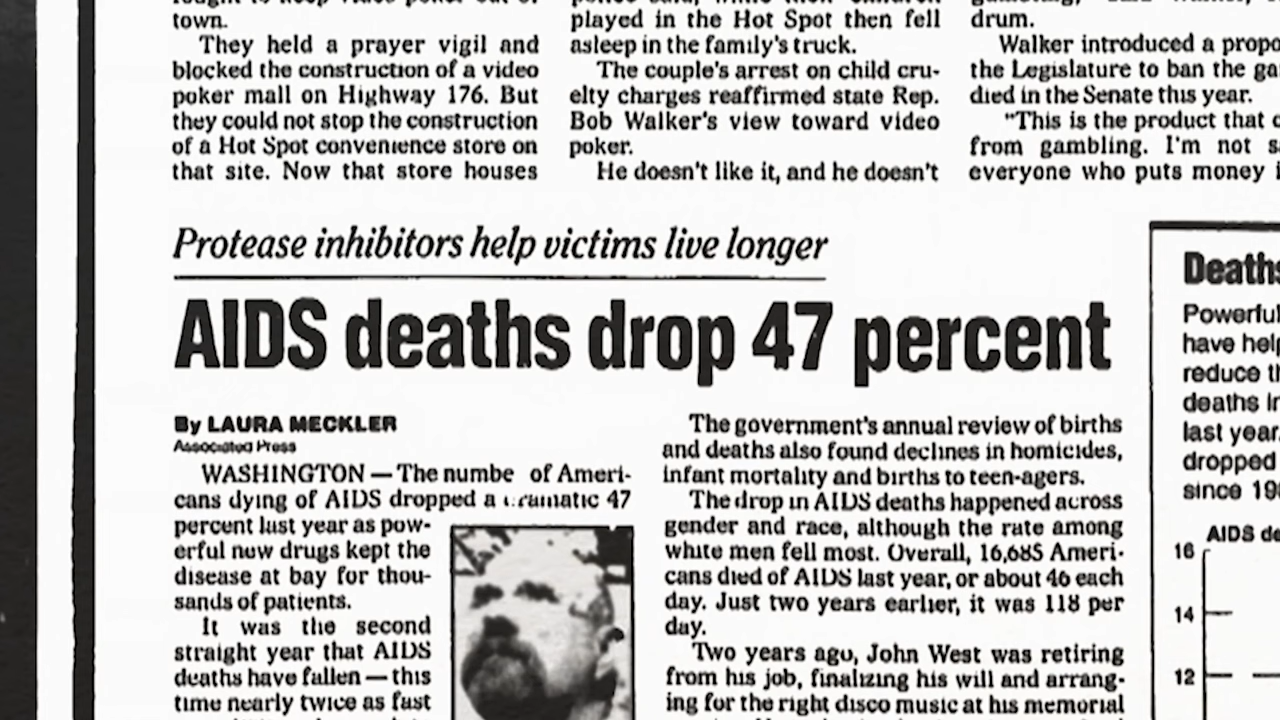 town.
They held a prayer vigil and
blocked the construction of a video
poker mall on Highway 176. But
they could not stop the construction
of a Hot Spot convenience store on
that site. Now that store houses
played in the Hot Spot then fell
asleep in the family's truck.
The couple's arrest on child cru-
elty charges reaffirmed state Rep.
Bob Walker's view toward video
poker.
He doesn't like it, and he doesn't
drum.
Walker introduced a propo
the Legislature to ban the ga
died in the Senate this year.
"This is the product that c
from gambling. I'm not s
everyone who puts money i
Protease inhibitors help victims live longer
AIDS deaths drop 47 percent
By LAURA MECKLER
Associated Press
WASHINGTON — The numbe of Ameri-
cans dying of AIDS dropped a dramatic 47
percent last year as pow-
erful new drugs kept the
disease at bay for thou-
sands of patients.
It was the second
straight year that AIDS
deaths have fallen — this
time nearly twice as fast
The government's annual review of births
and deaths also found declines in homicides,
infant mortality and births to teen-agers.
The drop in AIDS deaths happened across
gender and race, although the rate among
white men fell most. Overall, 16,685 Ameri-
cans died of AIDS last year, or about 46 each
day. Just two years earlier, it was 118 per
day.
Two years ago, John West was retiring
from his job, finalizing his will and arrang-
ing for the right disco music at his memorial
Deaths
Powerful
have help
reduce th
deaths in
last year.
dropped
since 19
AIDS de
16
14
12